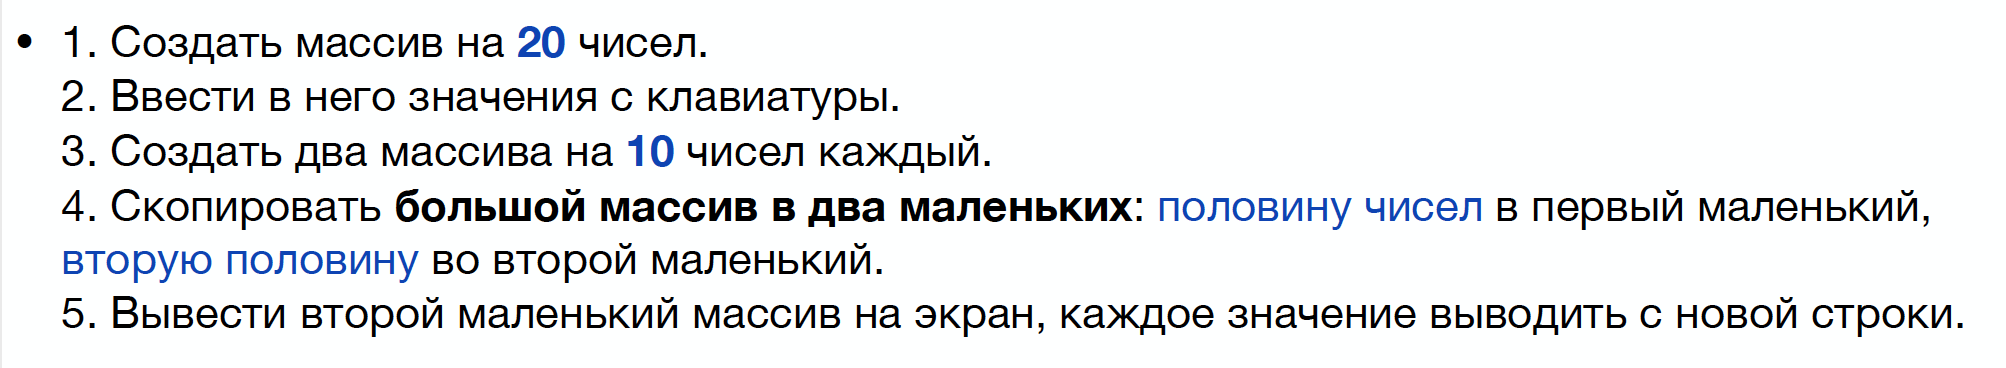 • 1. Создать массив на 20 чисел.
2. Ввести в него значения с клавиатуры.
3. Создать два массива на 10 чисел каждый.
4. Скопировать большой массив в два маленьких: половину чисел в первый маленький,
вторую половину во второй маленький.
5. Вывести второй маленький массив на экран, каждое значение выводить с новой строки.